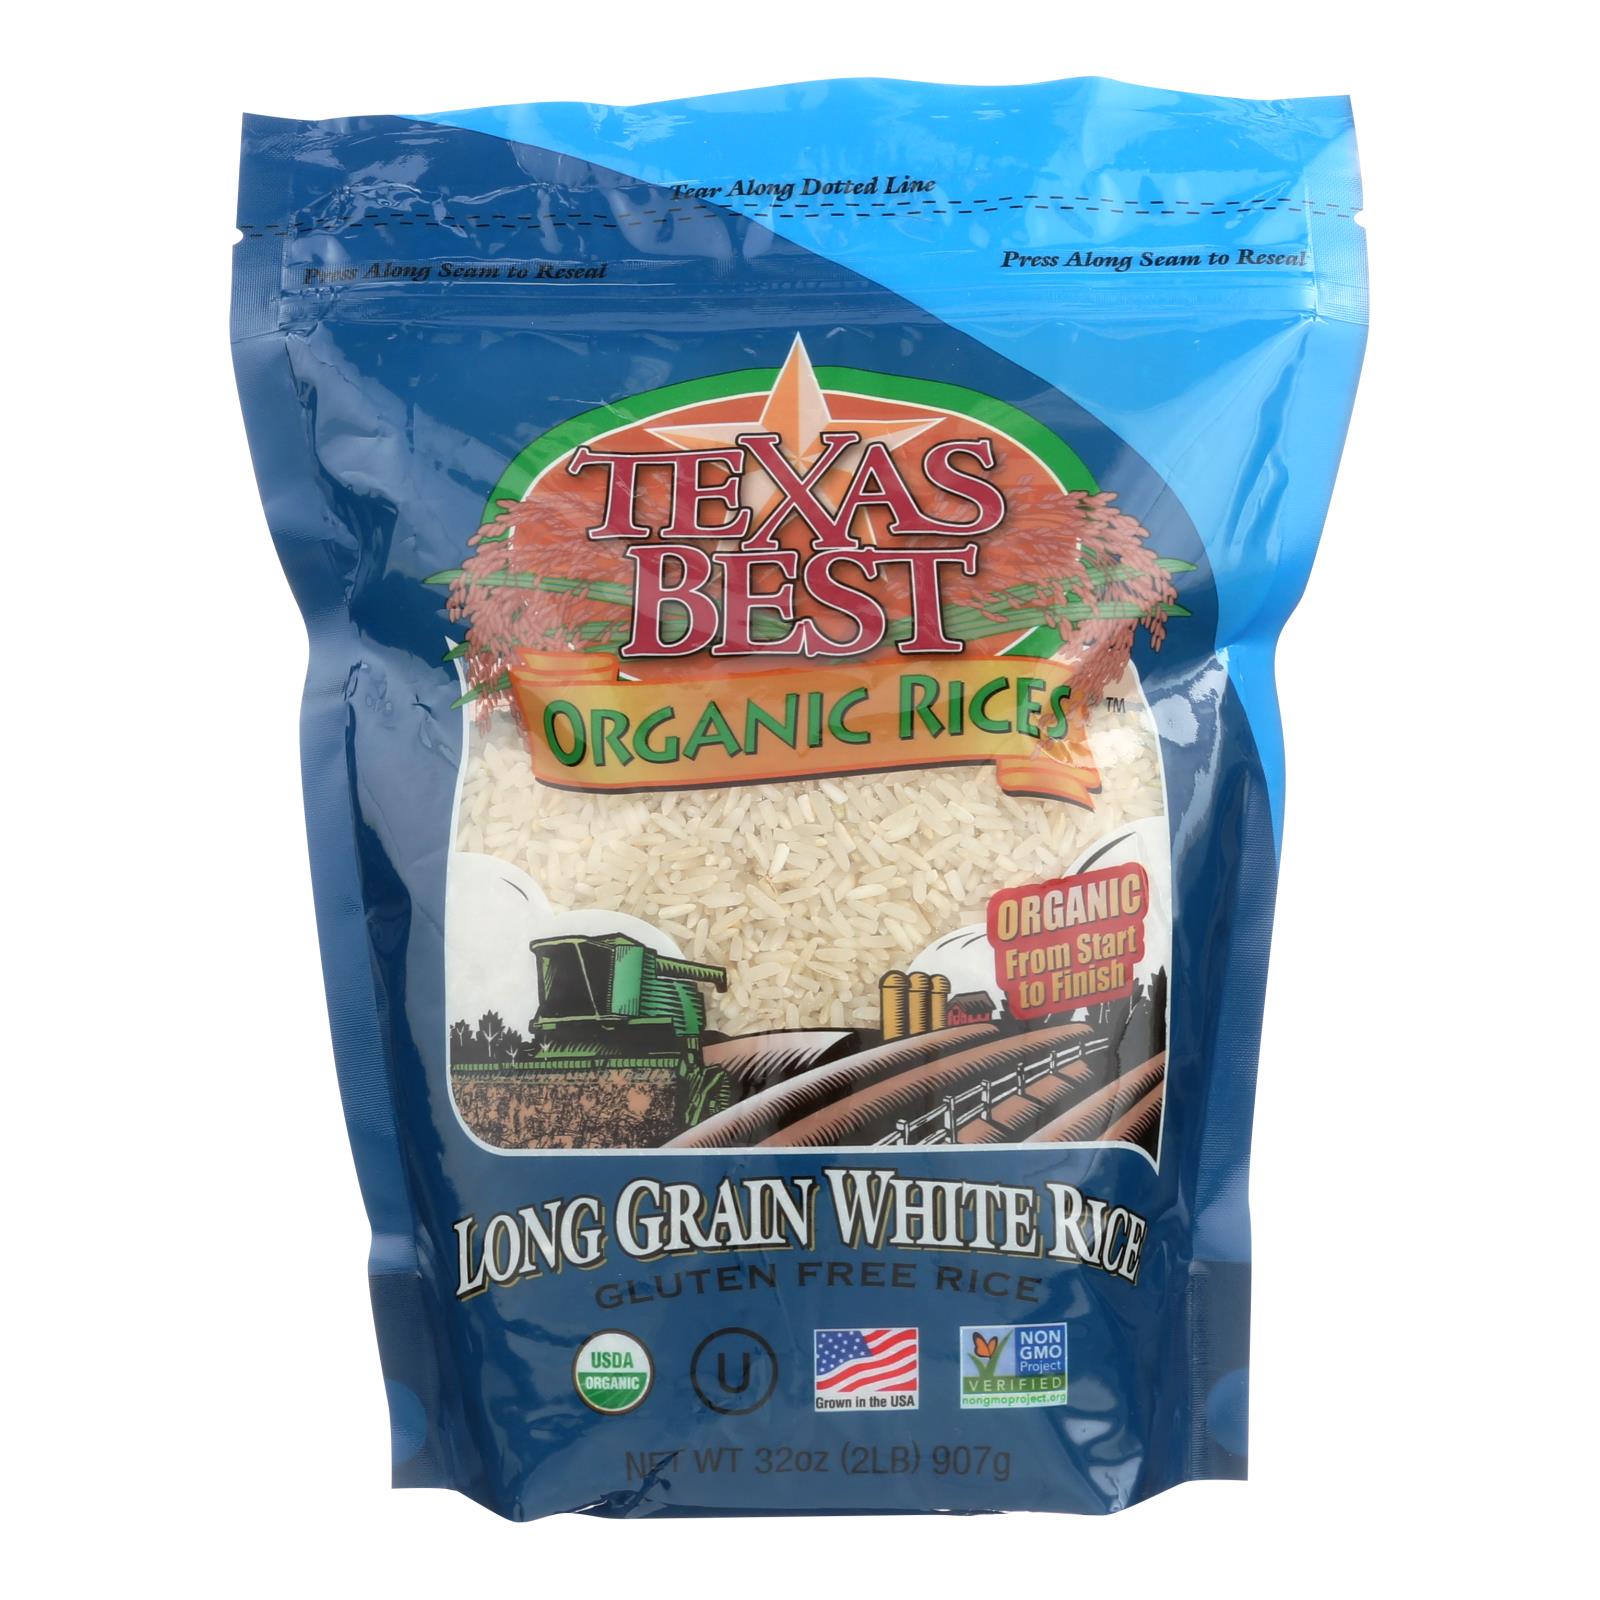 Tear Along Dotted Line
Press Along Seam to Reseal
Press Along Seam to Reseal
TEXAS
BEST
ORGANIC RICES
TM
ORGANIC
From Start
to Finish
LONG GRAIN WHITE RICE
GLUTEN FREE RICE
USDA
ORGANIC
U
Grown in the USA
NON
GMO
Project
VERIFIED
nongmoproject.org
NET WT 32oz (2LB) 907g